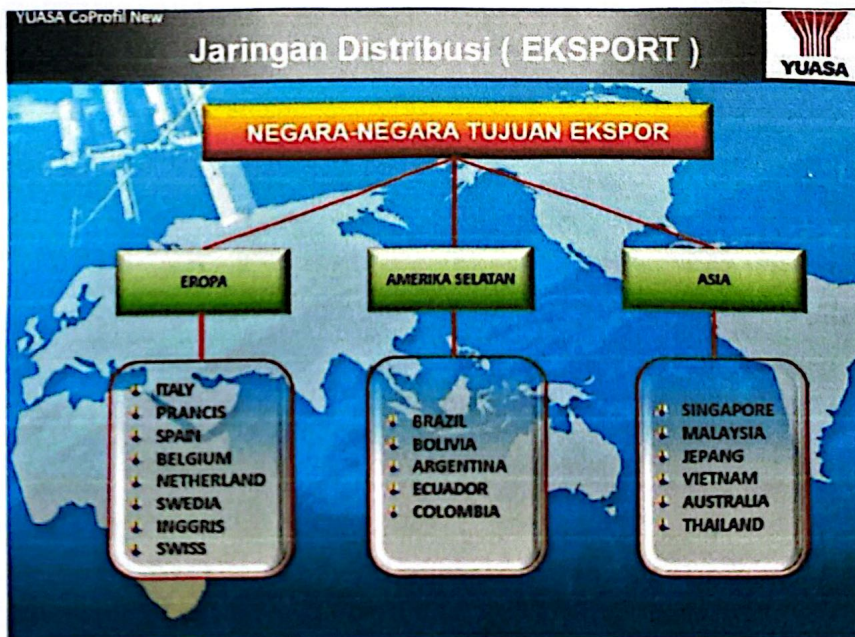 YUASA CoProfil New
Jaringan Distribusi ( EKSPORT )
YUASA
NEGARA-NEGARA TUJUAN EKSPOR
EROPA
ITALY
PRANCIS
SPAIN
BELGIUM
NETHERLAND
SWEDIA
INGGRIS
SWISS
AMERIKA SELATAN
BRAZIL
BOLIVIA
ARGENTINA
ECUADOR
COLOMBIA
ASIA
SINGAPORE
MALAYSIA
JEPANG
VIETNAM
AUSTRALIA
THAILAND